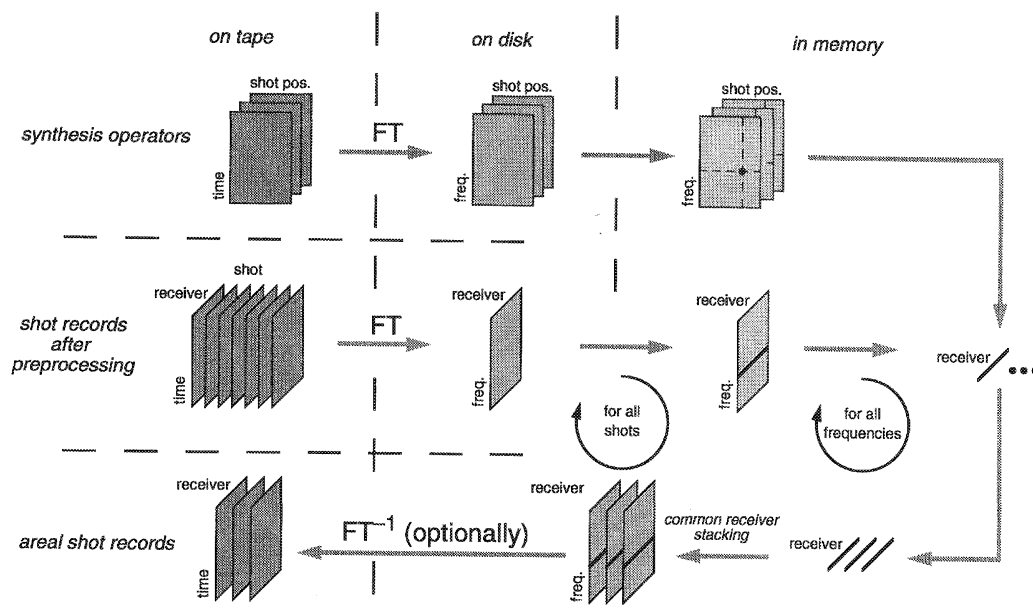 on tape
on disk
in memory
shot pos.
shot pos.
shot pos.
synthesis operators
FT
time
freq.
freq.
shot
receiver
receiver
receiver
shot records
after
preprocessing
FT
receiver
time
freq.
freq.
for all
shots
for all
frequencies
receiver
receiver
areal shot records
FT⁻¹ (optionally)
common receiver
stacking
receiver
time
freq.